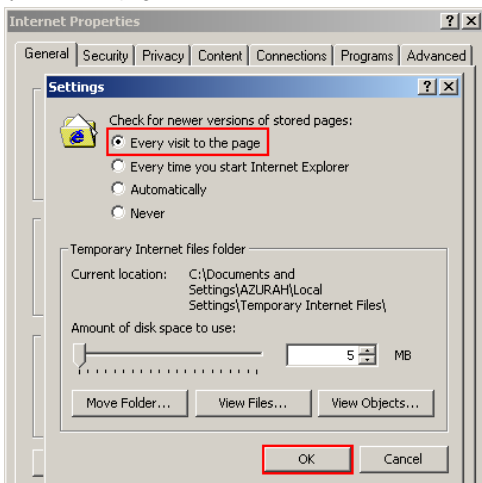 Internet Properties
? X
General Security Privacy Content Connections Programs Advanced
Settings
? X
Check for newer versions of stored pages:
Every visit to the page
Every time you start Internet Explorer
Automatically
Never
Temporary Internet files folder
Current location: C:\Documents and
Settings\AZURAH\Local
Settings\Temporary Internet Files\
Amount of disk space to use:
5 MB
Move Folder... View Files... View Objects...
OK Cancel